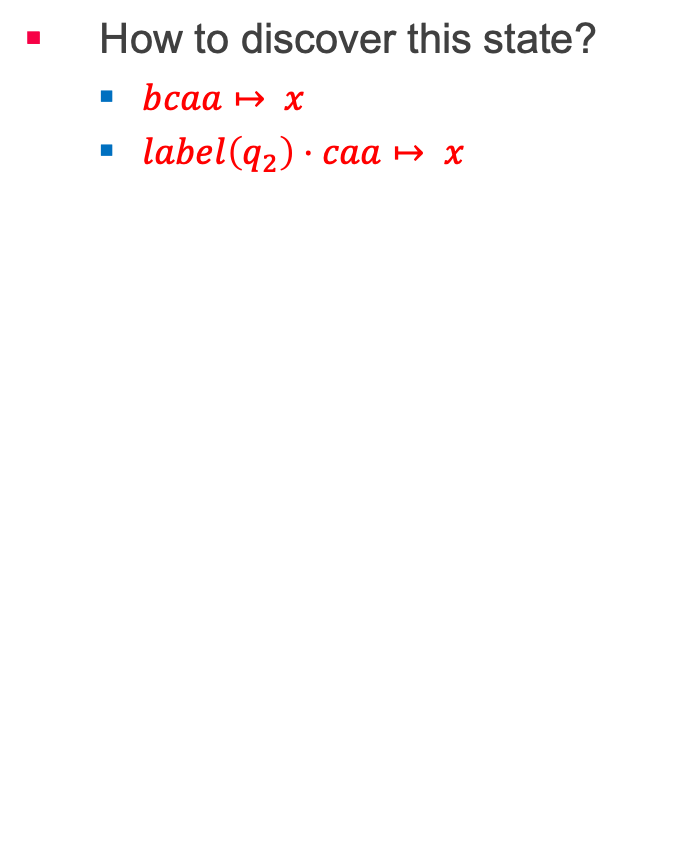 How to discover this state?
bcaa ↦ x
label(q₂) · caa ↦ x